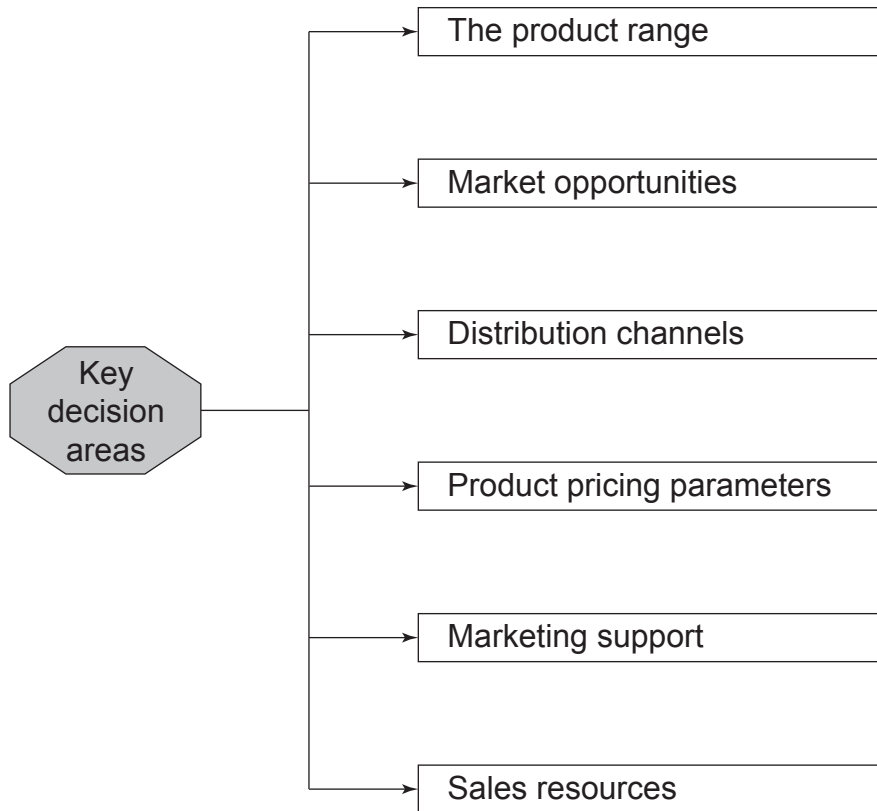 The product range
Market opportunities
Distribution channels
Key
decision
areas
Product pricing parameters
Marketing support
Sales resources